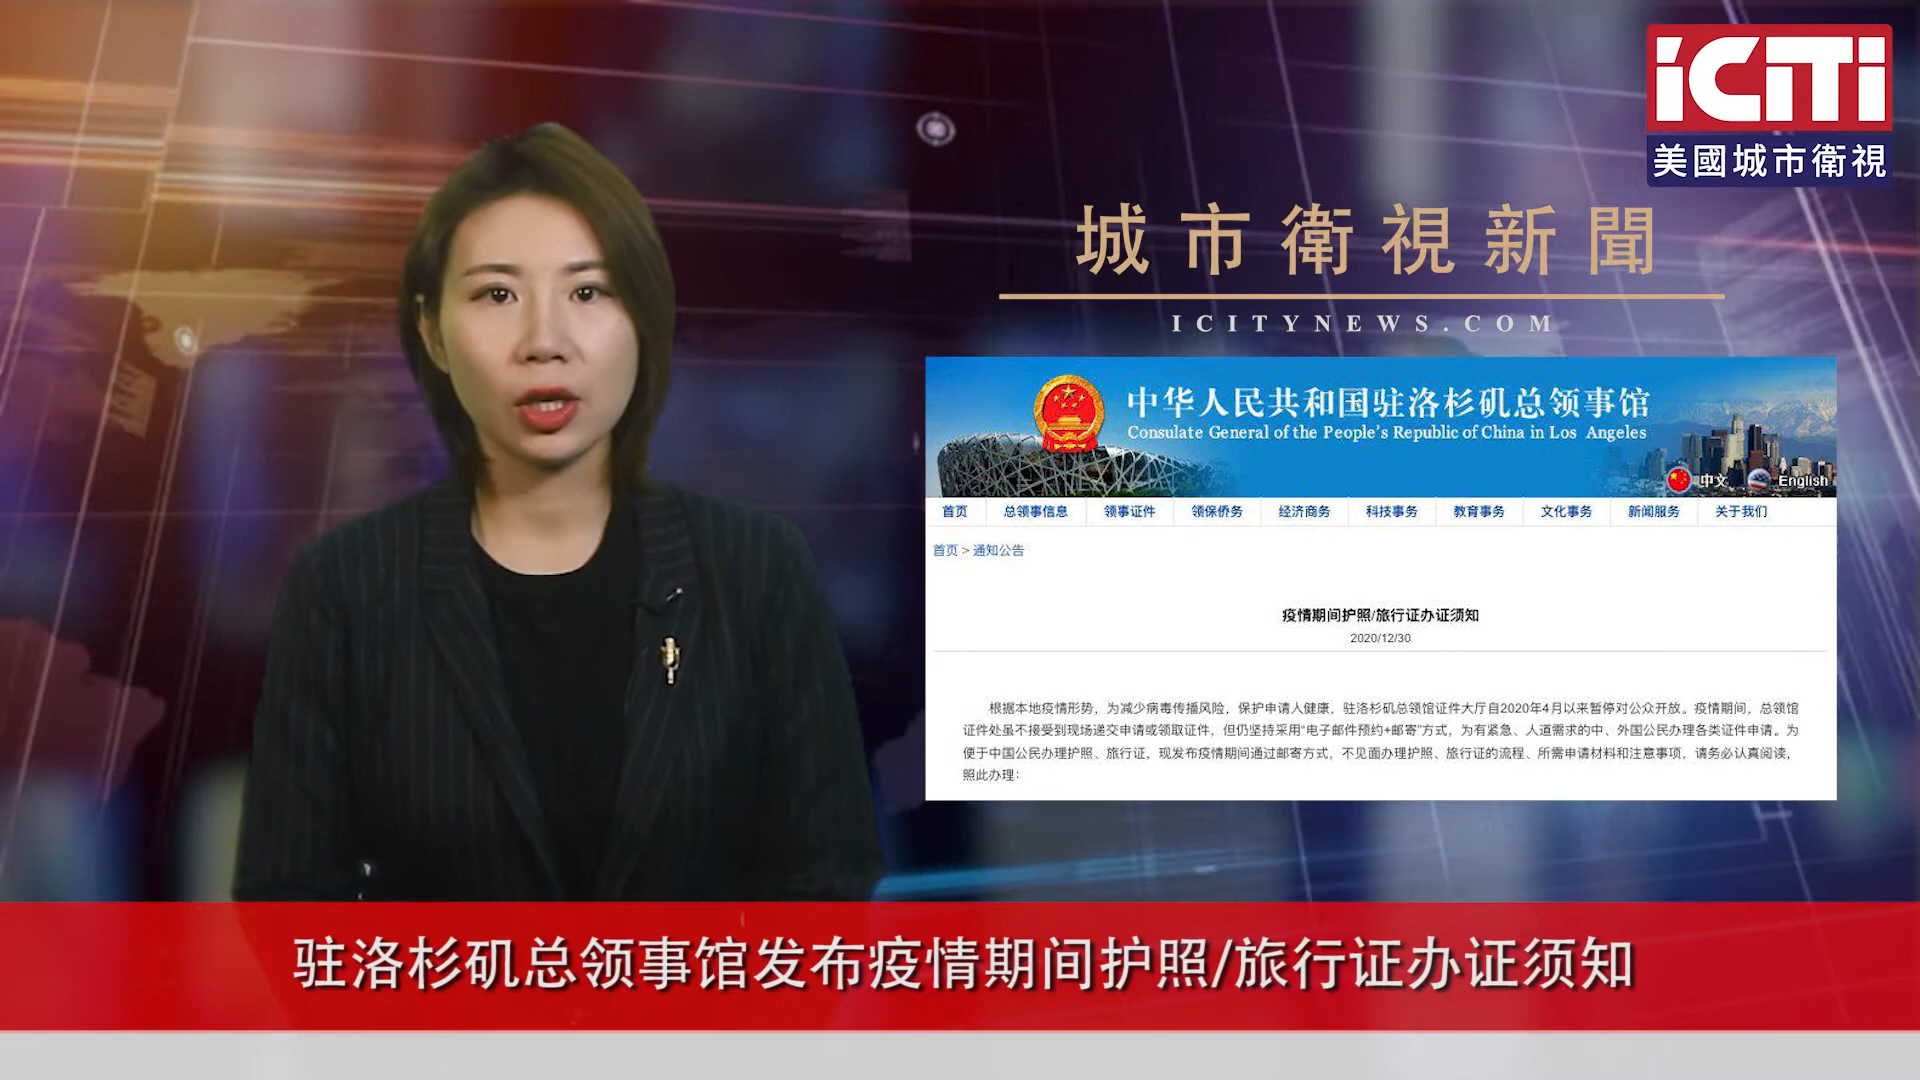 iCiTi
美國城市衛視
城市衛視新聞
ICITYNEWS.COM
中华人民共和国驻洛杉矶总领事馆
Consulate General of the People's Republic of China in Los Angeles
中文 English
首页 总领事信息 领事证件 领保侨务 经济商务 科技事务 教育事务 文化事务 新闻服务 关于我们
首页 > 通知公告
疫情期间护照/旅行证办证须知
2020/12/30
根据本地疫情形势，为减少病毒传播风险，保护申请人健康，驻洛杉矶总领馆证件大厅自2020年4月以来暂停对公众开放。疫情期间，总领馆
证件处虽不接受到现场递交申请或领取证件，但仍坚持采用“电子邮件预约+邮寄”方式，为有紧急、人道需求的中、外国公民办理各类证件申请。为
便于中国公民办理护照、旅行证，现发布疫情期间通过邮寄方式，不见面办理护照、旅行证的流程、所需申请材料和注意事项，请务必认真阅读，
照此办理：
驻洛杉矶总领事馆发布疫情期间护照/旅行证办证须知